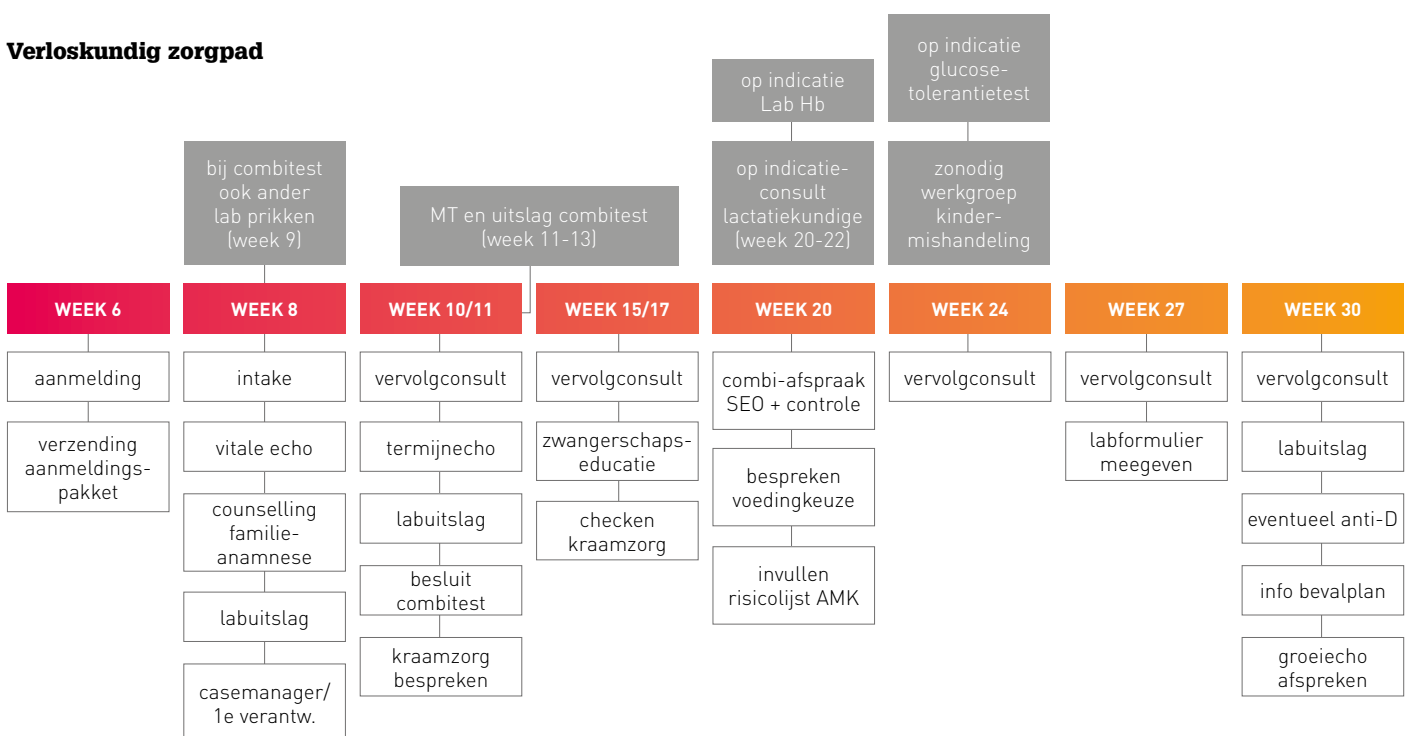 Verloskundig zorgpad
bij combitest
ook ander
lab prikken
(week 9)
MT en uitslag combitest
(week 11-13)
op indicatie
Lab Hb
op indicatie-
consult
lactatiekundige
(week 20-22)
op indicatie
glucose-
tolerantietest
zonodig
werkgroep
kinder-
mishandeling
WEEK 6
aanmelding
verzending
aanmeldings-
pakket
WEEK 8
intake
vitale echo
counselling
familie-
anamnese
labuitslag
casemanager/
1e verantw.
WEEK 10/11
vervolgconsult
termijnecho
labuitslag
besluit
combitest
kraamzorg
bespreken
WEEK 15/17
vervolgconsult
zwangerschaps-
educatie
checken
kraamzorg
WEEK 20
combi-afspraak
SEO + controle
bespreken
voedingkeuze
invullen
risicolijst AMK
WEEK 24
vervolgconsult
WEEK 27
vervolgconsult
labformulier
meegeven
WEEK 30
vervolgconsult
labuitslag
eventueel anti-D
info bevalplan
groeiecho
afspreken